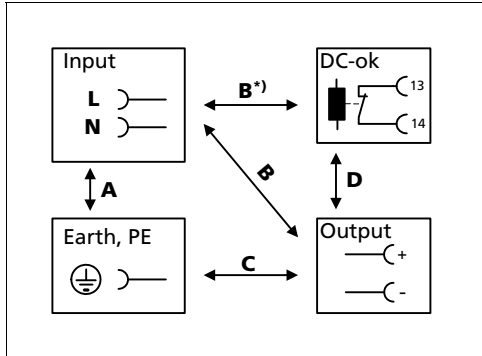 Input
L
N
B*)
DC-ok
13
14
A
B
D
Earth, PE
C
Output
+
-